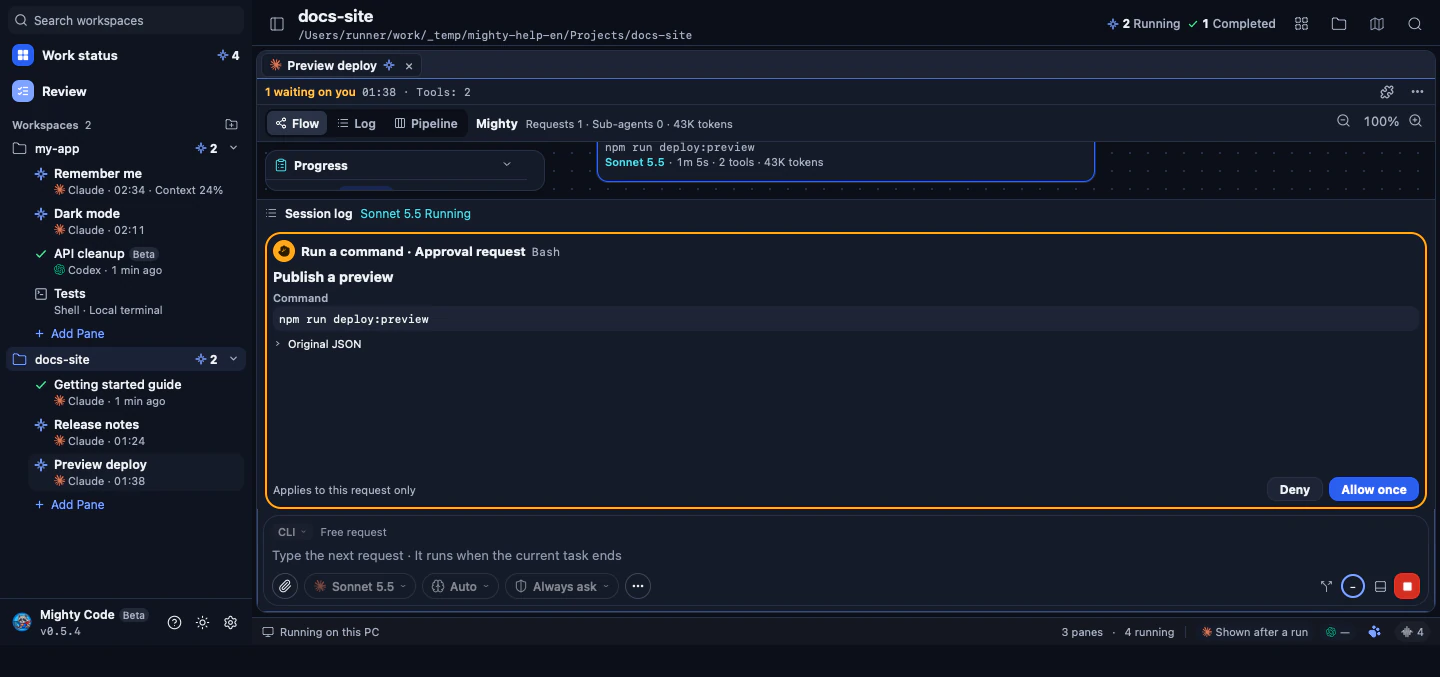 Search workspaces
Work status
4
Review
Workspaces 2
my-app
2
Remember me
Claude · 02:34 · Context 24%
Dark mode
Claude · 02:11
API cleanup Beta
Codex · 1 min ago
Tests
Shell · Local terminal
+ Add Pane
docs-site
2
Getting started guide
Claude · 1 min ago
Release notes
Claude · 01:24
Preview deploy
Claude · 01:38
+ Add Pane
Mighty Code Beta
v0.5.4
docs-site
/Users/runner/work/_temp/mighty-help-en/Projects/docs-site
2 Running 1 Completed
Preview deploy
1 waiting on you 01:38 · Tools: 2
Flow Log Pipeline Mighty Requests 1 · Sub-agents 0 · 43K tokens
100%
Progress
npm run deploy:preview
Sonnet 5.5 · 1m 5s · 2 tools · 43K tokens
Session log Sonnet 5.5 Running
Run a command · Approval request Bash
Publish a preview
Command
npm run deploy:preview
Original JSON
Applies to this request only
Deny Allow once
CLI Free request
Type the next request · It runs when the current task ends
Sonnet 5.5 Auto Always ask
Running on this PC
3 panes · 4 running Shown after a run — 4